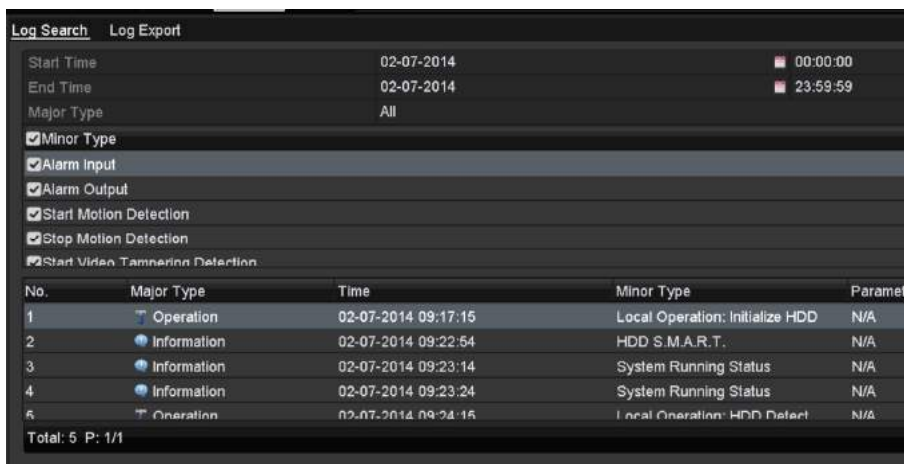 Log Search Log Export
Start Time 02-07-2014 00:00:00
End Time 02-07-2014 23:59:59
Major Type All
Minor Type
Alarm Input
Alarm Output
Start Motion Detection
Stop Motion Detection
Start Video Tampering Detection
No. Major Type Time Minor Type Paramet
1 Operation 02-07-2014 09:17:15 Local Operation: Initialize HDD N/A
2 Information 02-07-2014 09:22:54 HDD S.M.A.R.T. N/A
3 Information 02-07-2014 09:23:14 System Running Status N/A
4 Information 02-07-2014 09:23:24 System Running Status N/A
5 Operation 02-07-2014 09:24:15 Local Operation: HDD Detect N/A
Total: 5 P: 1/1